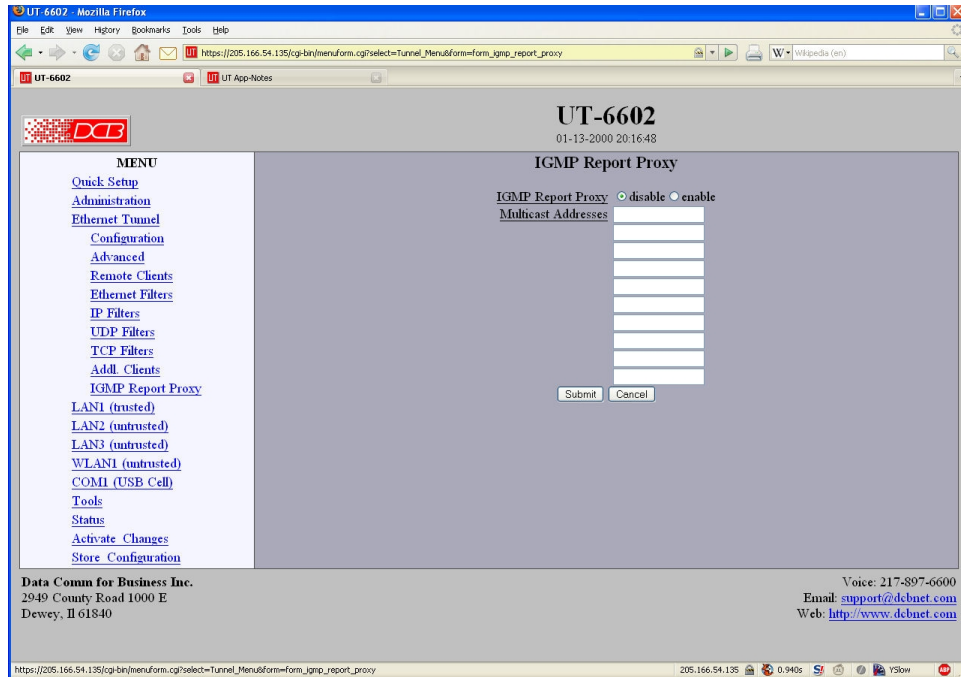 UT-6602 - Mozilla Firefox
File Edit View History Bookmarks Tools Help
https://205.166.54.135/cgi-bin/menuform.cgi?select=Tunnel_Menu&form=form_igmp_report_proxy
W Wikipedia (en)
UT UT-6602
UT UT App-Notes
DCB
UT-6602
01-13-2000 20:16:48
MENU
Quick Setup
Administration
Ethernet Tunnel
Configuration
Advanced
Remote Clients
Ethernet Filters
IP Filters
UDP Filters
TCP Filters
Addl. Clients
IGMP Report Proxy
LAN1 (trusted)
LAN2 (untrusted)
LAN3 (untrusted)
WLAN1 (untrusted)
COM1 (USB Cell)
Tools
Status
Activate Changes
Store Configuration
IGMP Report Proxy
IGMP Report Proxy disable enable
Multicast Addresses
Submit Cancel
Data Comm for Business Inc.
2949 County Road 1000 E
Dewey, Il 61840
Voice: 217-897-6600
Email: support@dcbnet.com
Web: http://www.dcbnet.com
https://205.166.54.135/cgi-bin/menuform.cgi?select=Tunnel_Menu&form=form_igmp_report_proxy
205.166.54.135 0.940s YSlow ABP